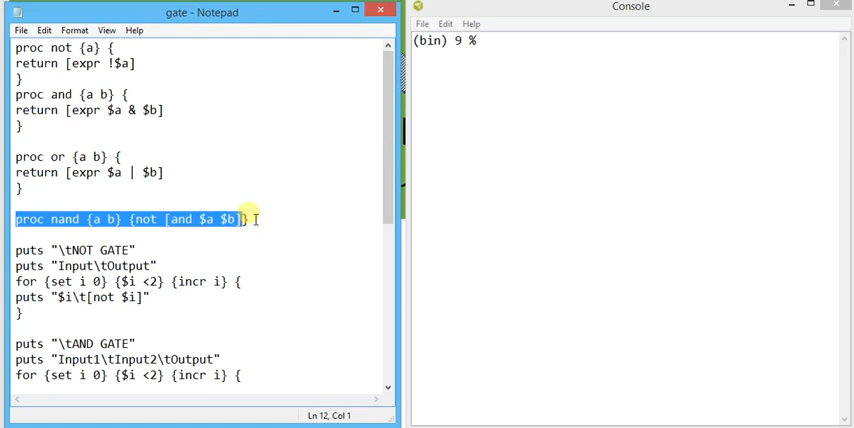 gate - Notepad
File Edit Format View Help
proc not {a} {
return [expr !$a]
}
proc and {a b} {
return [expr $a & $b]
}
proc or {a b} {
return [expr $a | $b]
}
proc nand {a b} {not [and $a $b]}
puts "\tNOT GATE"
puts "Input\tOutput"
for {set i 0} {$i <2} {incr i} {
puts "$i\t[not $i]"
}
puts "\tAND GATE"
puts "Input1\tInput2\tOutput"
for {set i 0} {$i <2} {incr i} {
Ln 12, Col 1
Console
File Edit Help
(bin) 9 %